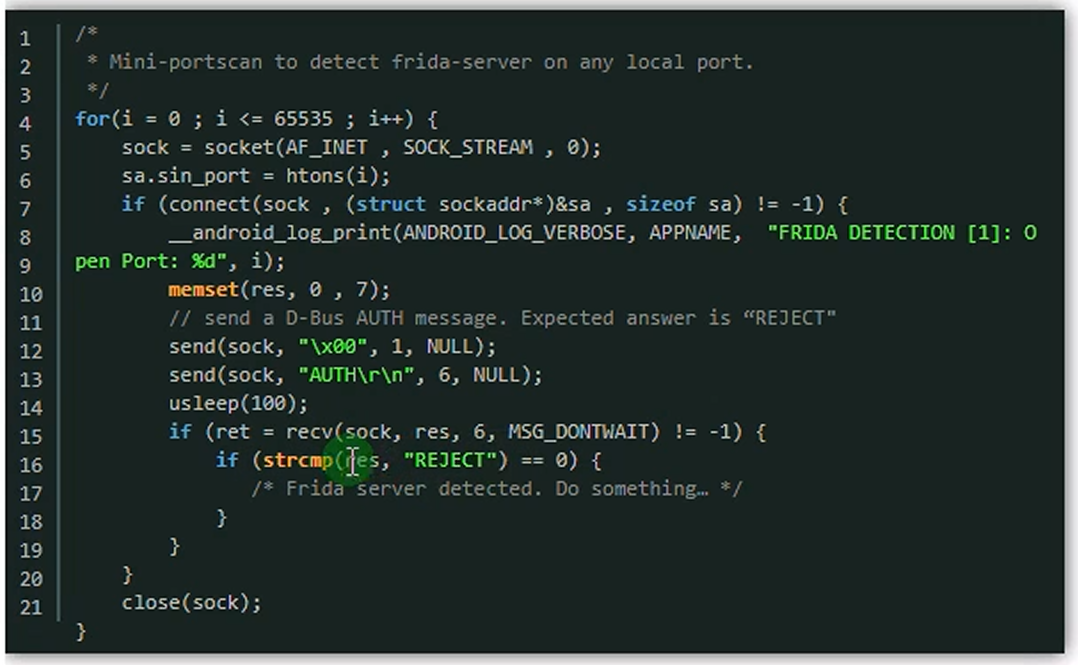 1 /*
2  * Mini-portscan to detect frida-server on any local port.
3  */
4 for(i = 0 ; i <= 65535 ; i++) {
5     sock = socket(AF_INET , SOCK_STREAM , 0);
6     sa.sin_port = htons(i);
7     if (connect(sock , (struct sockaddr*)&sa , sizeof sa) != -1) {
8         __android_log_print(ANDROID_LOG_VERBOSE, APPNAME,  "FRIDA DETECTION [1]: O
9 pen Port: %d", i);
10         memset(res, 0 , 7);
11         // send a D-Bus AUTH message. Expected answer is “REJECT"
12         send(sock, "\x00", 1, NULL);
13         send(sock, "AUTH\r\n", 6, NULL);
14         usleep(100);
15         if (ret = recv(sock, res, 6, MSG_DONTWAIT) != -1) {
16             if (strcmp(res, "REJECT") == 0) {
17                /* Frida server detected. Do something… */
18             }
19         }
20     }
21     close(sock);
}